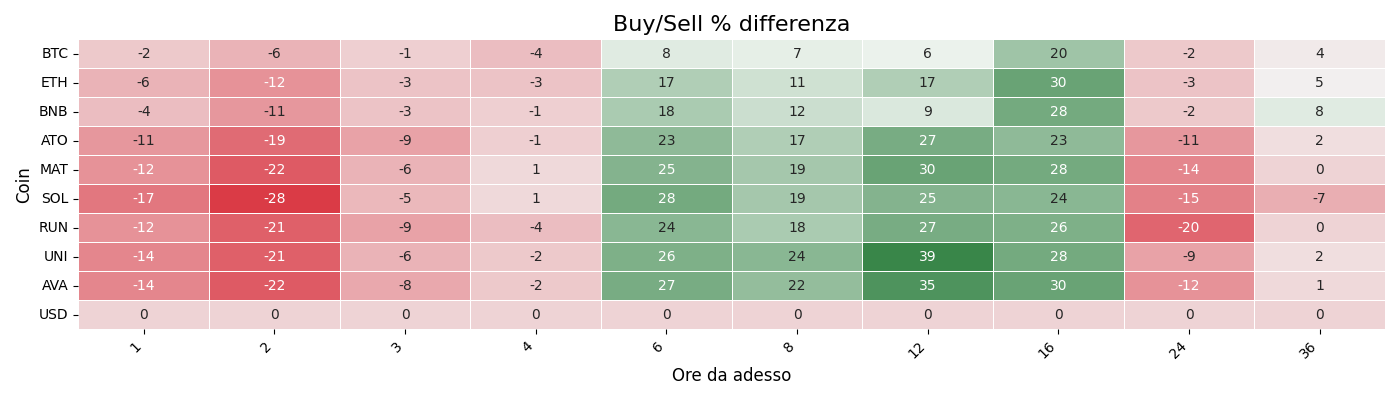 Buy/Sell % differenza
Coin
BTC -2 -6 -1 -4 8 7 6 20 -2 4
ETH -6 -12 -3 -3 17 11 17 30 -3 5
BNB -4 -11 -3 -1 18 12 9 28 -2 8
ATO -11 -19 -9 -1 23 17 27 23 -11 2
MAT -12 -22 -6 1 25 19 30 28 -14 0
SOL -17 -28 -5 1 28 19 25 24 -15 -7
RUN -12 -21 -9 -4 24 18 27 26 -20 0
UNI -14 -21 -6 -2 26 24 39 28 -9 2
AVA -14 -22 -8 -2 27 22 35 30 -12 1
USD 0 0 0 0 0 0 0 0 0 0
1 2 3 4 6 8 12 16 24 36
Ore da adesso